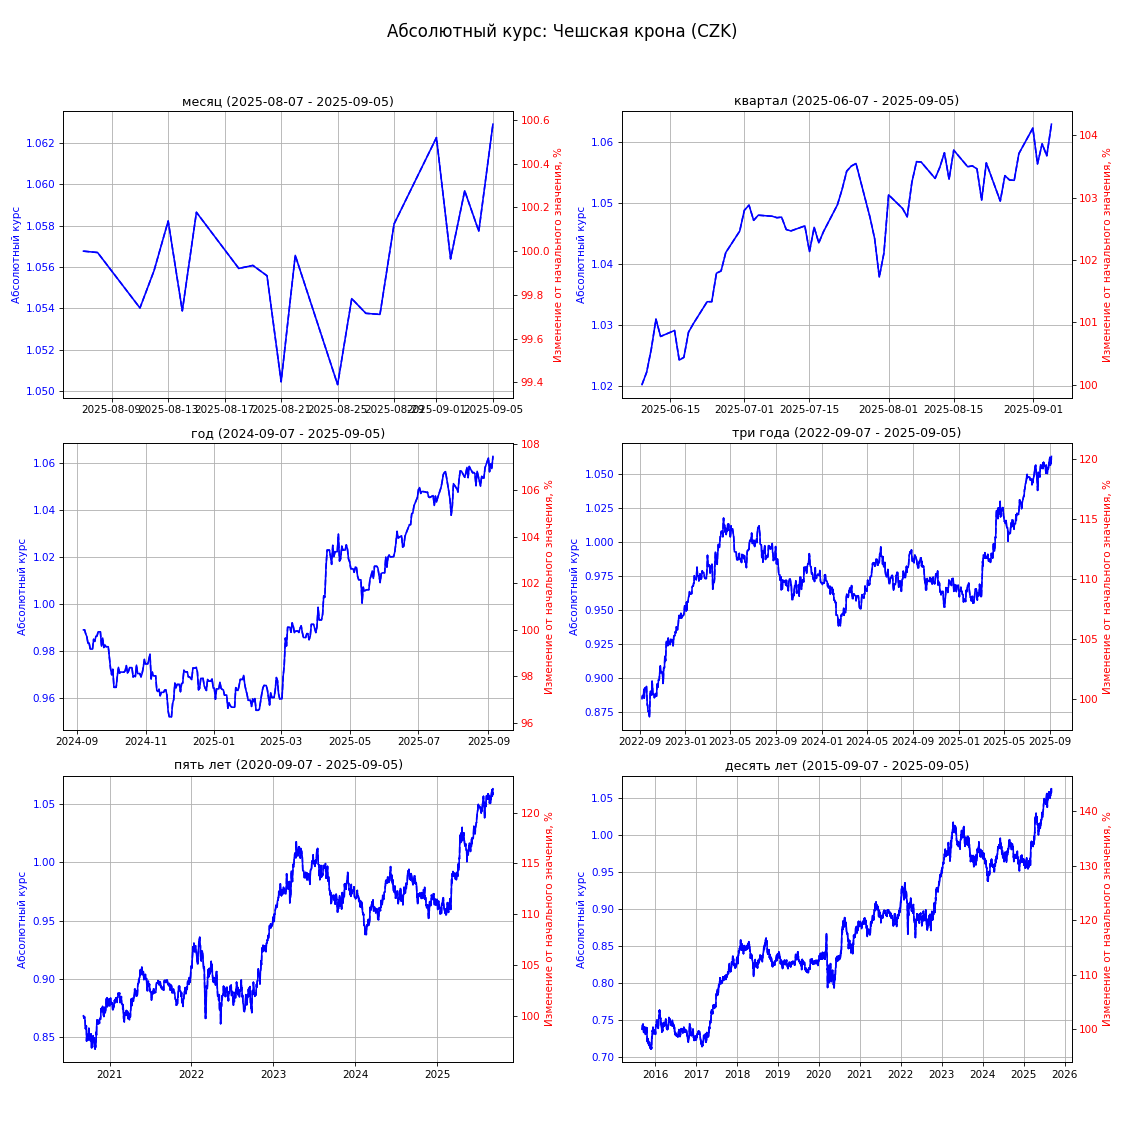 Абсолютный курс: Чешская крона (CZK)
месяц (2025-08-07 - 2025-09-05)
Абсолютный курс
1.062
1.060
1.058
1.056
1.054
1.052
1.050
100.6
100.4
100.2
100.0
99.8
99.6
99.4
Изменение от начального значения, %
2025-08-09 2025-08-13 2025-08-17 2025-08-21 2025-08-25 2025-08-29 2025-09-01 2025-09-05
квартал (2025-06-07 - 2025-09-05)
Абсолютный курс
1.06
1.05
1.04
1.03
1.02
104
103
102
101
100
Изменение от начального значения, %
2025-06-15 2025-07-01 2025-07-15 2025-08-01 2025-08-15 2025-09-01
год (2024-09-07 - 2025-09-05)
Абсолютный курс
1.06
1.04
1.02
1.00
0.98
0.96
108
106
104
102
100
98
96
Изменение от начального значения, %
2024-09 2024-11 2025-01 2025-03 2025-05 2025-07 2025-09
три года (2022-09-07 - 2025-09-05)
Абсолютный курс
1.050
1.025
1.000
0.975
0.950
0.925
0.900
0.875
120
115
110
105
100
Изменение от начального значения, %
2022-09 2023-01 2023-05 2023-09 2024-01 2024-05 2024-09 2025-01 2025-05 2025-09
пять лет (2020-09-07 - 2025-09-05)
Абсолютный курс
1.05
1.00
0.95
0.90
0.85
120
115
110
105
100
Изменение от начального значения, %
2021 2022 2023 2024 2025
десять лет (2015-09-07 - 2025-09-05)
Абсолютный курс
1.05
1.00
0.95
0.90
0.85
0.80
0.75
0.70
140
130
120
110
100
Изменение от начального значения, %
2016 2017 2018 2019 2020 2021 2022 2023 2024 2025 2026